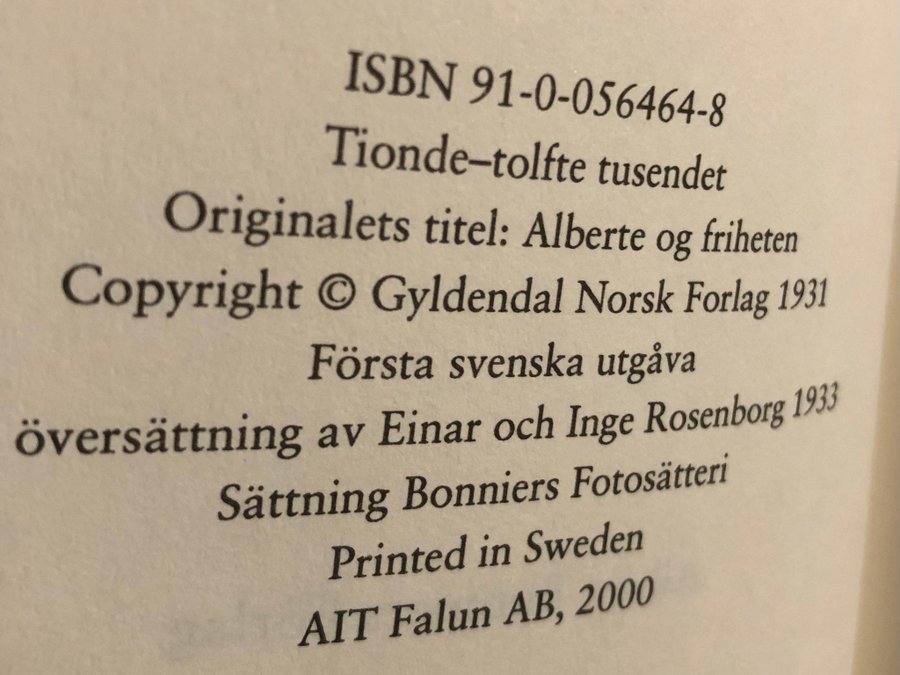 ISBN 91-0-056464-8
Tionde–tolfte tusendet
Originalets titel: Alberte og friheten
Copyright © Gyldendal Norsk Forlag 1931
Första svenska utgåva
översättning av Einar och Inge Rosenborg 1933
Sättning Bonniers Fotosätteri
Printed in Sweden
AIT Falun AB, 2000